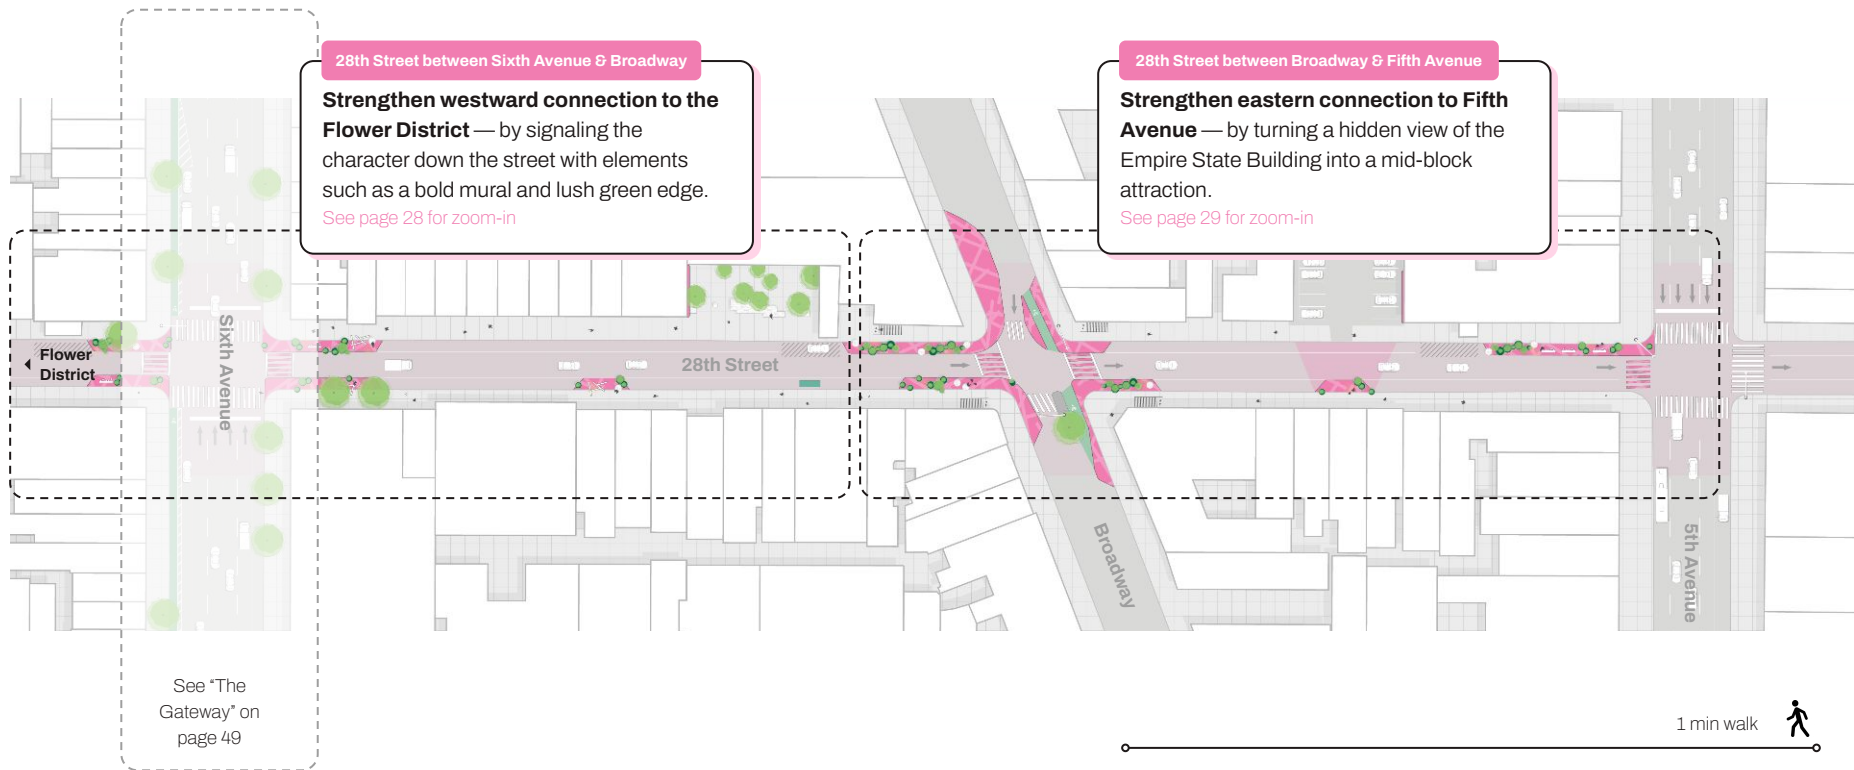 28th Street between Sixth Avenue & Broadway
Strengthen westward connection to the
Flower District — by signaling the
character down the street with elements
such as a bold mural and lush green edge.
See page 28 for zoom-in
28th Street between Broadway & Fifth Avenue
Strengthen eastern connection to Fifth
Avenue — by turning a hidden view of the
Empire State Building into a mid-block
attraction.
See page 29 for zoom-in
Flower
District
Sixth Avenue
28th Street
Broadway
5th Avenue
See “The
Gateway” on
page 49
1 min walk